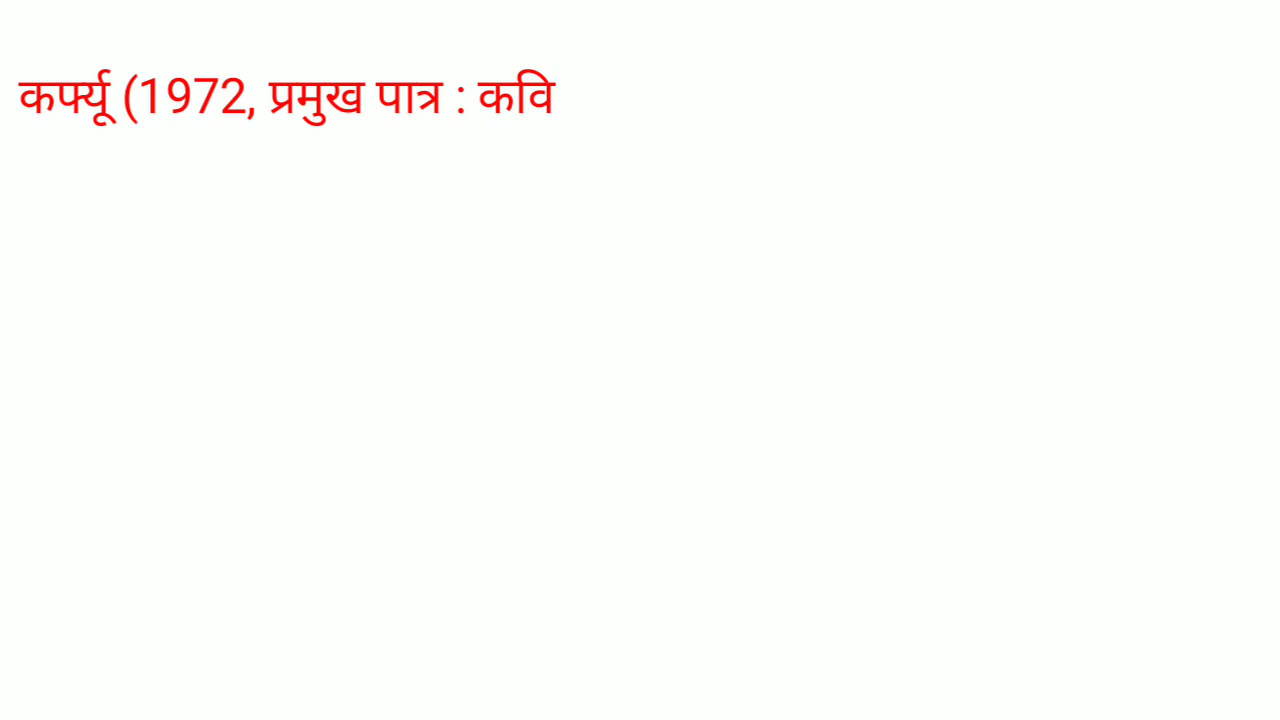 कर्फ्यू (1972, प्रमुख पात्र : कवि